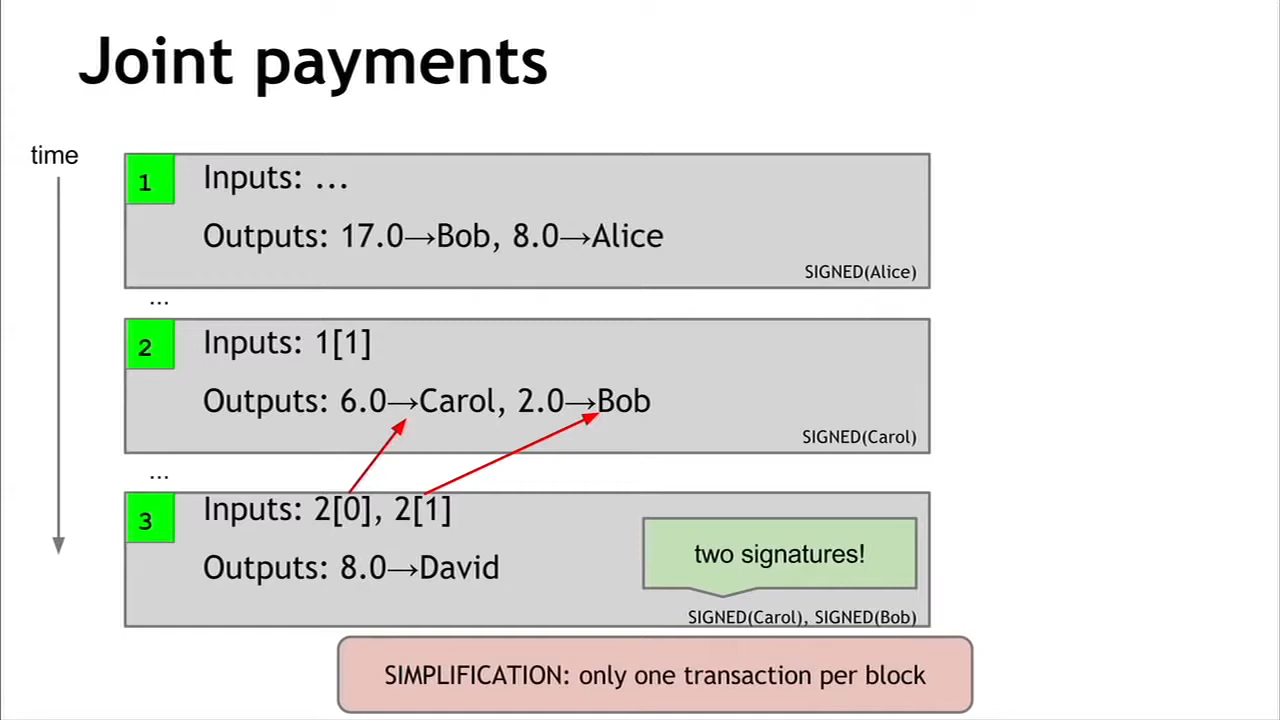 Joint payments
time
1
Inputs: ...
Outputs: 17.0→Bob, 8.0→Alice
SIGNED(Alice)
...
2
Inputs: 1[1]
Outputs: 6.0→Carol, 2.0→Bob
SIGNED(Carol)
...
3
Inputs: 2[0], 2[1]
Outputs: 8.0→David
two signatures!
SIGNED(Carol), SIGNED(Bob)
SIMPLIFICATION: only one transaction per block